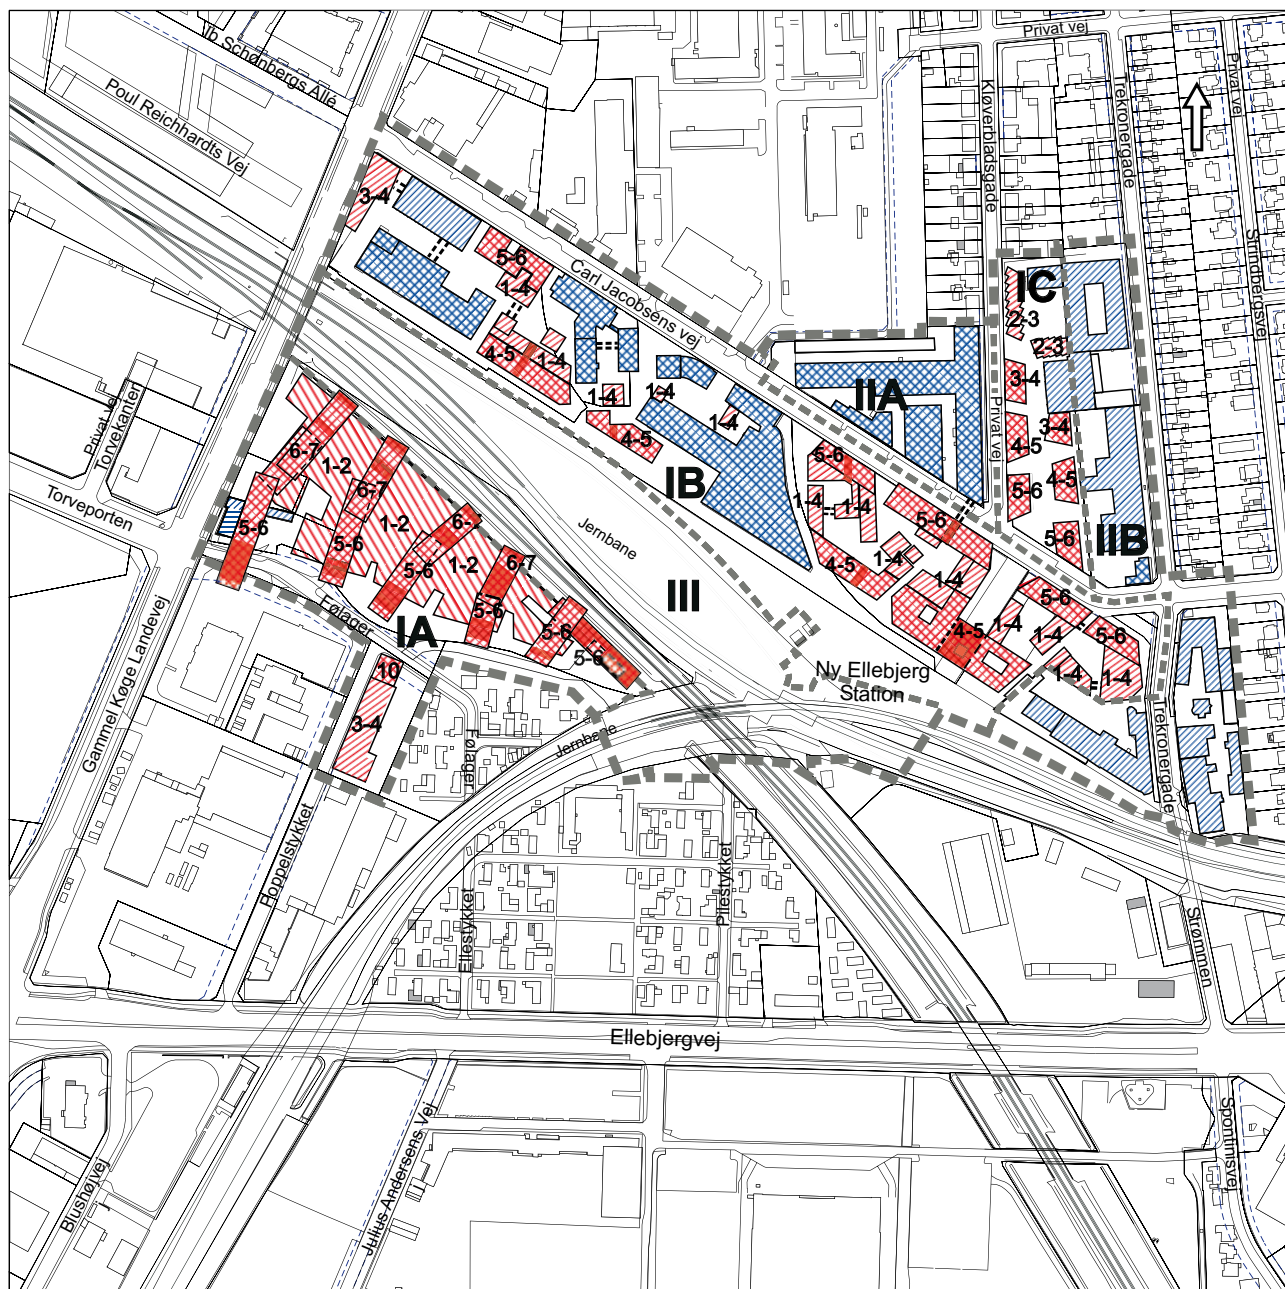 Privat vej
Ib Schønbergs Allé
Poul Reichhardts Vej
Kløverbladsgade
Trekronergade
Privat vej
Strindbergsvej
3-4
5-6
1-4
Carl Jacobsens vej
IC
2-3
2-3
4-5
1-4
3-4
IIA
1-4
1-4
1-4
Privat vej
3-4
4-5
4-5
IB
5-6
4-5
5-6
1-4
1-4
5-6
5-6
IIB
Privat vej
Torvekanten
Torveporten
6-7
1-2
6-7
1-2
5-6
5-6
6-7
1-2
5-6
6-7
5-6
5-6
5-6
Jernbane
III
4-5
1-4
1-4
4-5
5-6
1-4
1-4
5-6
1-4
1-4
Gammel Køge Landevej
Følager
IA
10
3-4
Følager
Jernbane
Ny Ellebjerg
Station
Trekronergade
Poppelstykket
Ellestykket
Pilestykket
Strømmen
Ellebjergvej
Blushøjvej
Julius Andersens Vej
Spontinisvej